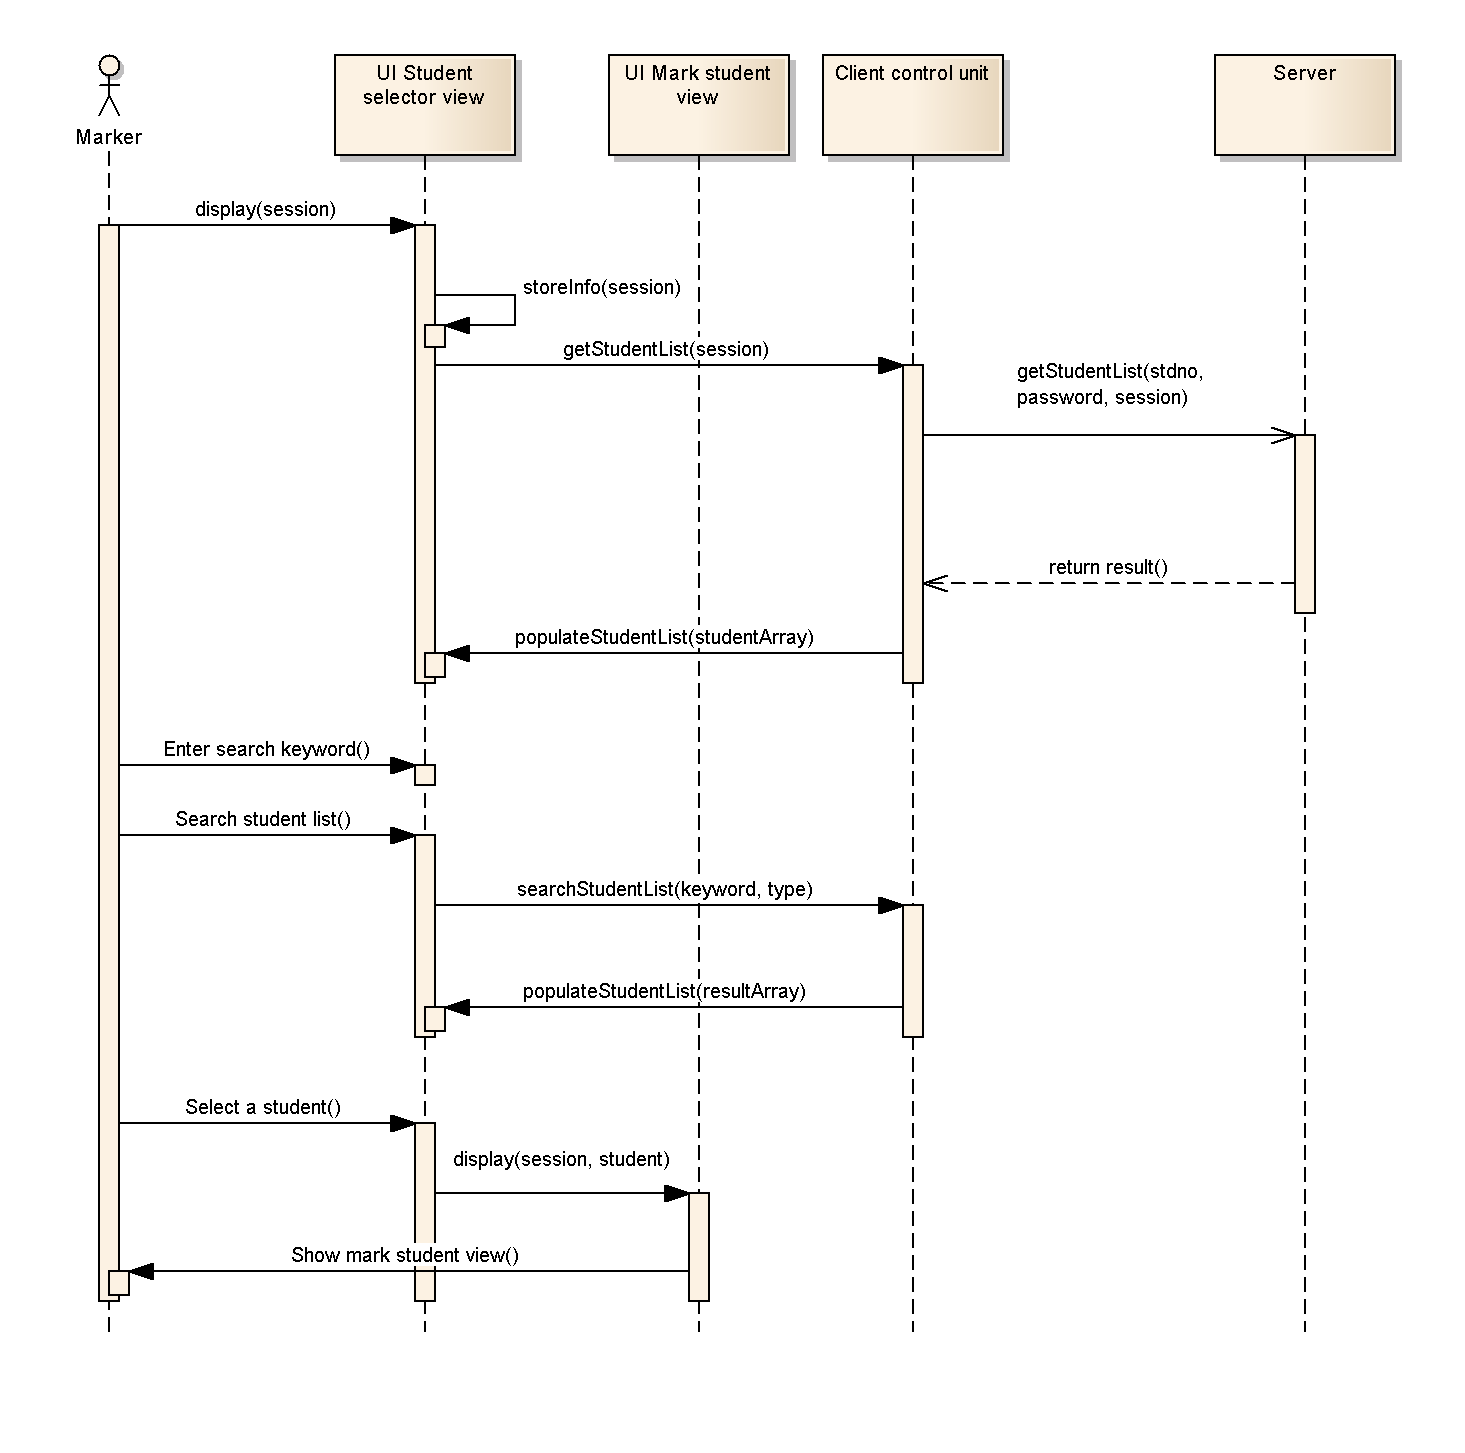 UI Student
selector view
UI Mark student
view
Client control unit
Server
Marker
display(session)
storeInfo(session)
getStudentList(session)
getStudentList(stdno,
password, session)
return result()
populateStudentList(studentArray)
Enter search keyword()
Search student list()
searchStudentList(keyword, type)
populateStudentList(resultArray)
Select a student()
display(session, student)
Show mark student view()